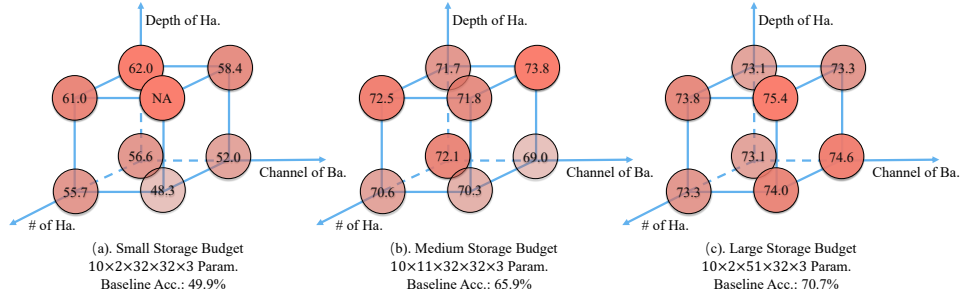 Depth of Ha.
62.0
58.4
61.0
NA
56.6
52.0
Channel of Ba.
55.7
48.3
# of Ha.
(a). Small Storage Budget
10×2×32×32×3 Param.
Baseline Acc.: 49.9%
Depth of Ha.
71.7
73.8
72.5
71.8
72.1
69.0
Channel of Ba.
70.6
70.3
# of Ha.
(b). Medium Storage Budget
10×11×32×32×3 Param.
Baseline Acc.: 65.9%
Depth of Ha.
73.1
73.3
73.8
75.4
73.1
74.6
Channel of Ba.
73.3
74.0
# of Ha.
(c). Large Storage Budget
10×2×51×32×3 Param.
Baseline Acc.: 70.7%